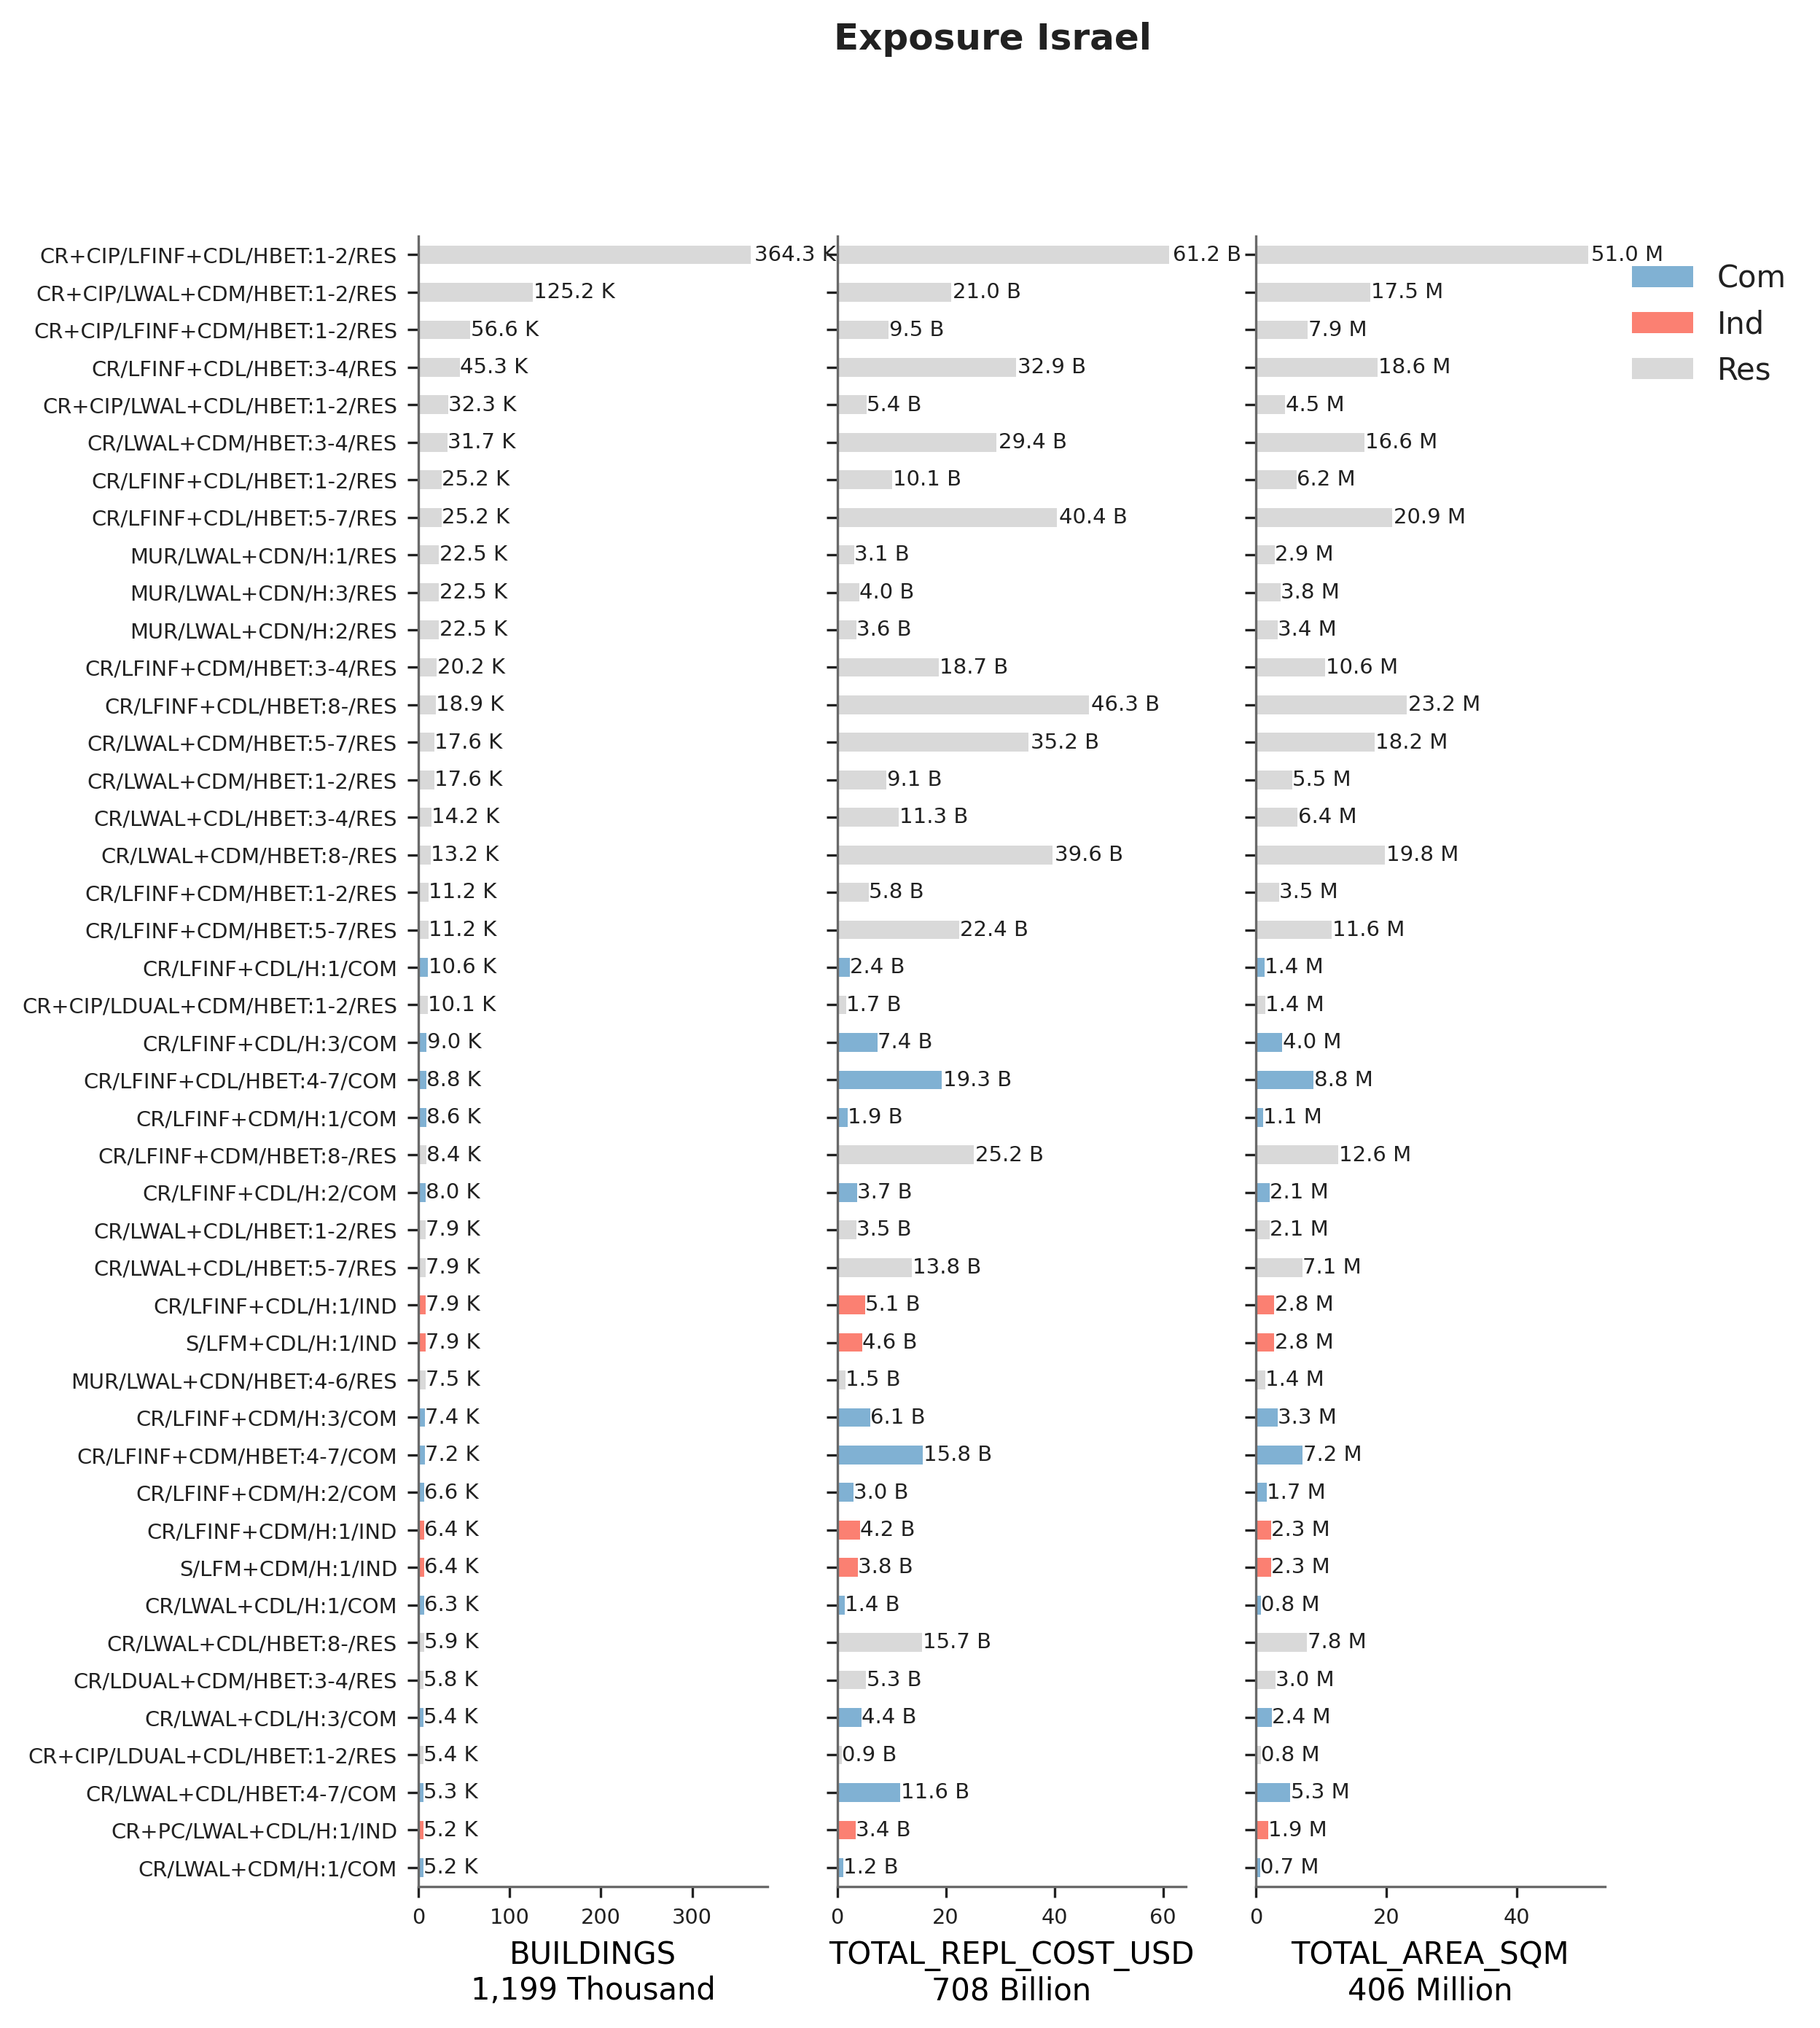 Exposure Israel
CR+CIP/LFINF+CDL/HBET:1-2/RES 364.3 K 61.2 B 51.0 M
CR+CIP/LWAL+CDM/HBET:1-2/RES 125.2 K 21.0 B 17.5 M
CR+CIP/LFINF+CDM/HBET:1-2/RES 56.6 K 9.5 B 7.9 M
CR/LFINF+CDL/HBET:3-4/RES 45.3 K 32.9 B 18.6 M
CR+CIP/LWAL+CDL/HBET:1-2/RES 32.3 K 5.4 B 4.5 M
CR/LWAL+CDM/HBET:3-4/RES 31.7 K 29.4 B 16.6 M
CR/LFINF+CDL/HBET:1-2/RES 25.2 K 10.1 B 6.2 M
CR/LFINF+CDL/HBET:5-7/RES 25.2 K 40.4 B 20.9 M
MUR/LWAL+CDN/H:1/RES 22.5 K 3.1 B 2.9 M
MUR/LWAL+CDN/H:3/RES 22.5 K 4.0 B 3.8 M
MUR/LWAL+CDN/H:2/RES 22.5 K 3.6 B 3.4 M
CR/LFINF+CDM/HBET:3-4/RES 20.2 K 18.7 B 10.6 M
CR/LFINF+CDL/HBET:8-/RES 18.9 K 46.3 B 23.2 M
CR/LWAL+CDM/HBET:5-7/RES 17.6 K 35.2 B 18.2 M
CR/LWAL+CDM/HBET:1-2/RES 17.6 K 9.1 B 5.5 M
CR/LWAL+CDL/HBET:3-4/RES 14.2 K 11.3 B 6.4 M
CR/LWAL+CDM/HBET:8-/RES 13.2 K 39.6 B 19.8 M
CR/LFINF+CDM/HBET:1-2/RES 11.2 K 5.8 B 3.5 M
CR/LFINF+CDM/HBET:5-7/RES 11.2 K 22.4 B 11.6 M
CR/LFINF+CDL/H:1/COM 10.6 K 2.4 B 1.4 M
CR+CIP/LDUAL+CDM/HBET:1-2/RES 10.1 K 1.7 B 1.4 M
CR/LFINF+CDL/H:3/COM 9.0 K 7.4 B 4.0 M
CR/LFINF+CDL/HBET:4-7/COM 8.8 K 19.3 B 8.8 M
CR/LFINF+CDM/H:1/COM 8.6 K 1.9 B 1.1 M
CR/LFINF+CDM/HBET:8-/RES 8.4 K 25.2 B 12.6 M
CR/LFINF+CDL/H:2/COM 8.0 K 3.7 B 2.1 M
CR/LWAL+CDL/HBET:1-2/RES 7.9 K 3.5 B 2.1 M
CR/LWAL+CDL/HBET:5-7/RES 7.9 K 13.8 B 7.1 M
CR/LFINF+CDL/H:1/IND 7.9 K 5.1 B 2.8 M
S/LFM+CDL/H:1/IND 7.9 K 4.6 B 2.8 M
MUR/LWAL+CDN/HBET:4-6/RES 7.5 K 1.5 B 1.4 M
CR/LFINF+CDM/H:3/COM 7.4 K 6.1 B 3.3 M
CR/LFINF+CDM/HBET:4-7/COM 7.2 K 15.8 B 7.2 M
CR/LFINF+CDM/H:2/COM 6.6 K 3.0 B 1.7 M
CR/LFINF+CDM/H:1/IND 6.4 K 4.2 B 2.3 M
S/LFM+CDM/H:1/IND 6.4 K 3.8 B 2.3 M
CR/LWAL+CDL/H:1/COM 6.3 K 1.4 B 0.8 M
CR/LWAL+CDL/HBET:8-/RES 5.9 K 15.7 B 7.8 M
CR/LDUAL+CDM/HBET:3-4/RES 5.8 K 5.3 B 3.0 M
CR/LWAL+CDL/H:3/COM 5.4 K 4.4 B 2.4 M
CR+CIP/LDUAL+CDL/HBET:1-2/RES 5.4 K 0.9 B 0.8 M
CR/LWAL+CDL/HBET:4-7/COM 5.3 K 11.6 B 5.3 M
CR+PC/LWAL+CDL/H:1/IND 5.2 K 3.4 B 1.9 M
CR/LWAL+CDM/H:1/COM 5.2 K 1.2 B 0.7 M
0 100 200 300 0 20 40 60 0 20 40
BUILDINGS TOTAL_REPL_COST_USD TOTAL_AREA_SQM
1,199 Thousand 708 Billion 406 Million
Com
Ind
Res